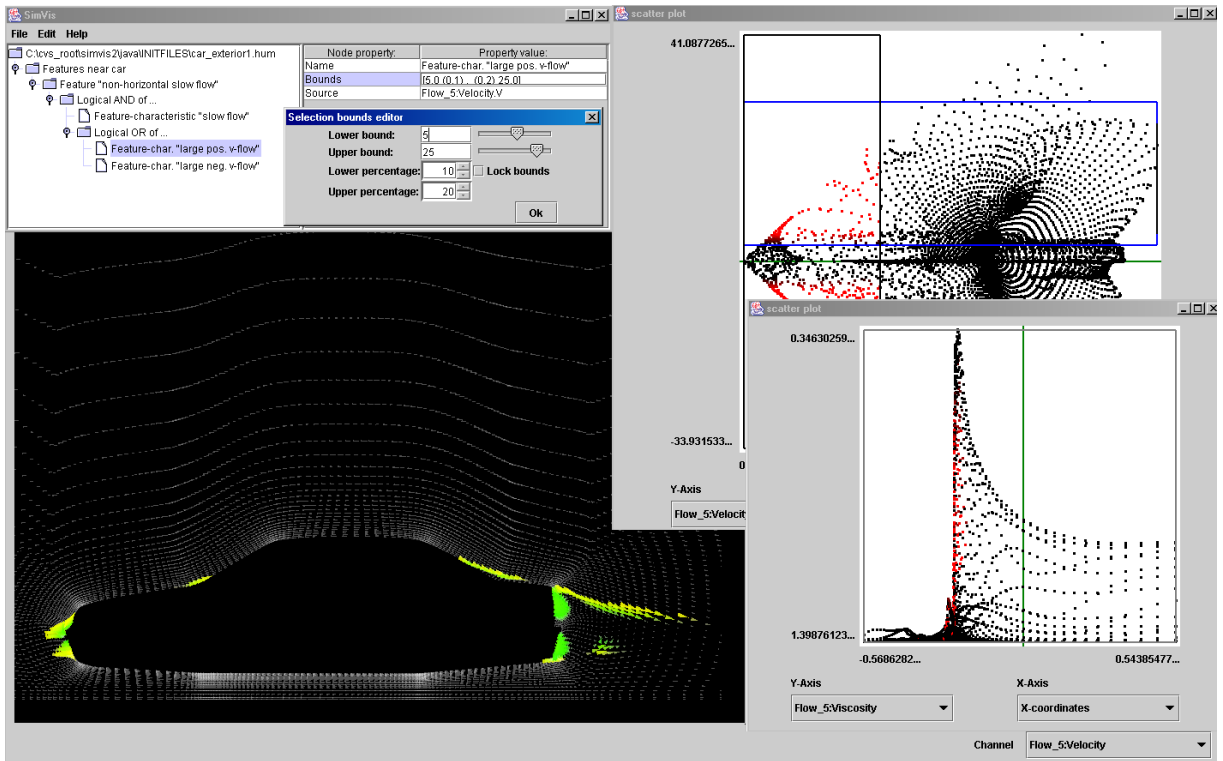 SimVis
File Edit Help
C:\cvs_root\simvis2\java\INITFILES\car_exterior1.hum
Features near car
Feature "non-horizontal slow flow"
Logical AND of ...
Feature-characteristic "slow flow"
Logical OR of ...
Feature-char. "large pos. v-flow"
Feature-char. "large neg. v-flow"
Node property: Property value:
Name Feature-char. "large pos. v-flow"
Bounds [5.0 (0.1) .. (0.2) 25.0]
Source Flow_5:Velocity.V
Selection bounds editor
Lower bound: 5
Upper bound: 25
Lower percentage: 10 Lock bounds
Upper percentage: 20
Ok
scatter plot
41.0877265...
-33.931533...
0
Y-Axis
Flow_5:Velocit
scatter plot
0.34630259...
1.39876123...
-0.5686282... 0.54385477...
Y-Axis X-Axis
Flow_5:Viscosity X-coordinates
Channel Flow_5:Velocity